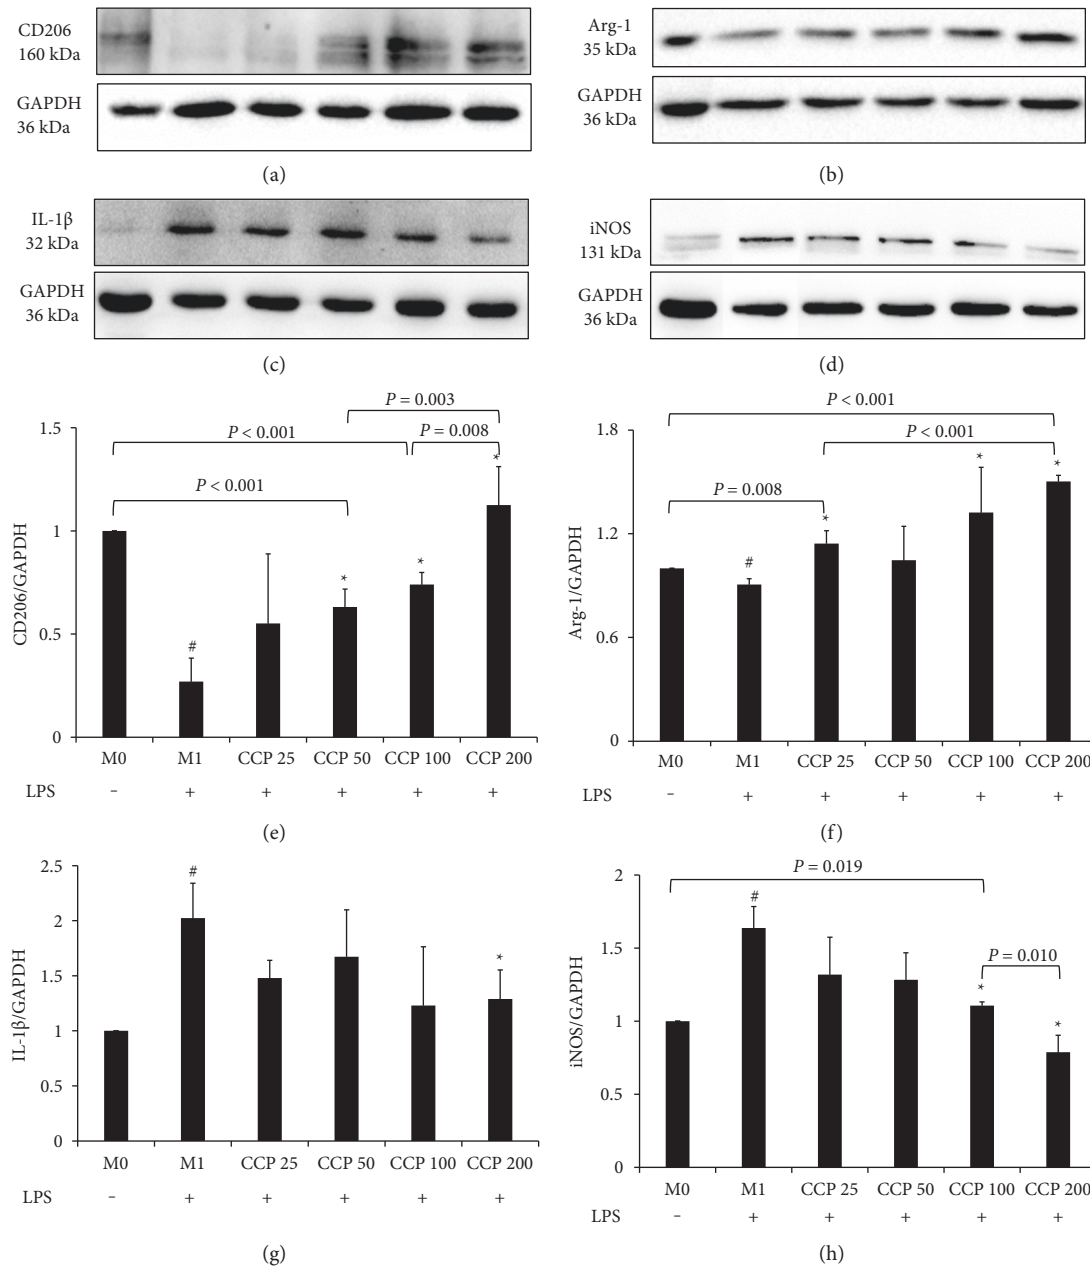 CD206
160 kDa
GAPDH
36 kDa
(a)
Arg-1
35 kDa
GAPDH
36 kDa
(b)
IL-1β
32 kDa
GAPDH
36 kDa
(c)
iNOS
131 kDa
GAPDH
36 kDa
(d)
P = 0.003
P < 0.001 P = 0.008
P < 0.001
CD206/GAPDH
1.5
1
0.5
0
# * * *
M0 M1 CCP 25 CCP 50 CCP 100 CCP 200
LPS – + + + + +
(e)
P < 0.001
P < 0.001
P = 0.008
Arg-1/GAPDH
1.8
1.2
0.6
0
# * * *
M0 M1 CCP 25 CCP 50 CCP 100 CCP 200
LPS – + + + + +
(f)
IL-1β/GAPDH
2.5
2
1.5
1
0.5
0
# *
M0 M1 CCP 25 CCP 50 CCP 100 CCP 200
LPS – + + + + +
(g)
P = 0.019
P = 0.010
iNOS/GAPDH
2
1.5
1
0.5
0
# * *
M0 M1 CCP 25 CCP 50 CCP 100 CCP 200
LPS – + + + + +
(h)